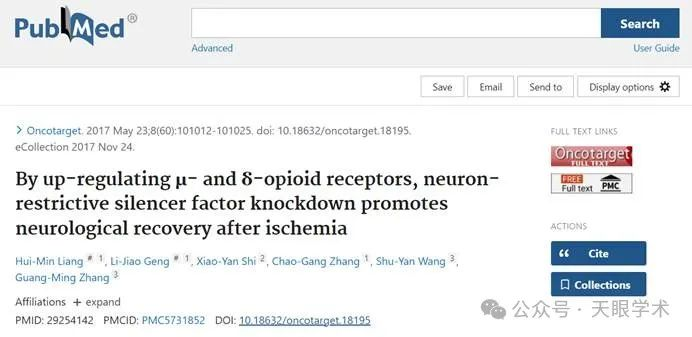 PubMed®
Search
Advanced
User Guide
Save
Email
Send to
Display options
> Oncotarget. 2017 May 23;8(60):101012-101025. doi: 10.18632/oncotarget.18195.
eCollection 2017 Nov 24.
By up-regulating μ- and δ-opioid receptors, neuron-
restrictive silencer factor knockdown promotes
neurological recovery after ischemia
Hui-Min Liang # 1, Li-Jiao Geng # 1, Xiao-Yan Shi 2, Chao-Gang Zhang 1, Shu-Yan Wang 3,
Guang-Ming Zhang 3
Affiliations + expand
PMID: 29254142 PMCID: PMC5731852 DOI: 10.18632/oncotarget.18195
FULL TEXT LINKS
Oncotarget
FULL TEXT
FREE
Full text
PMC
ACTIONS
Cite
Collections
公众号 · 天眼学术